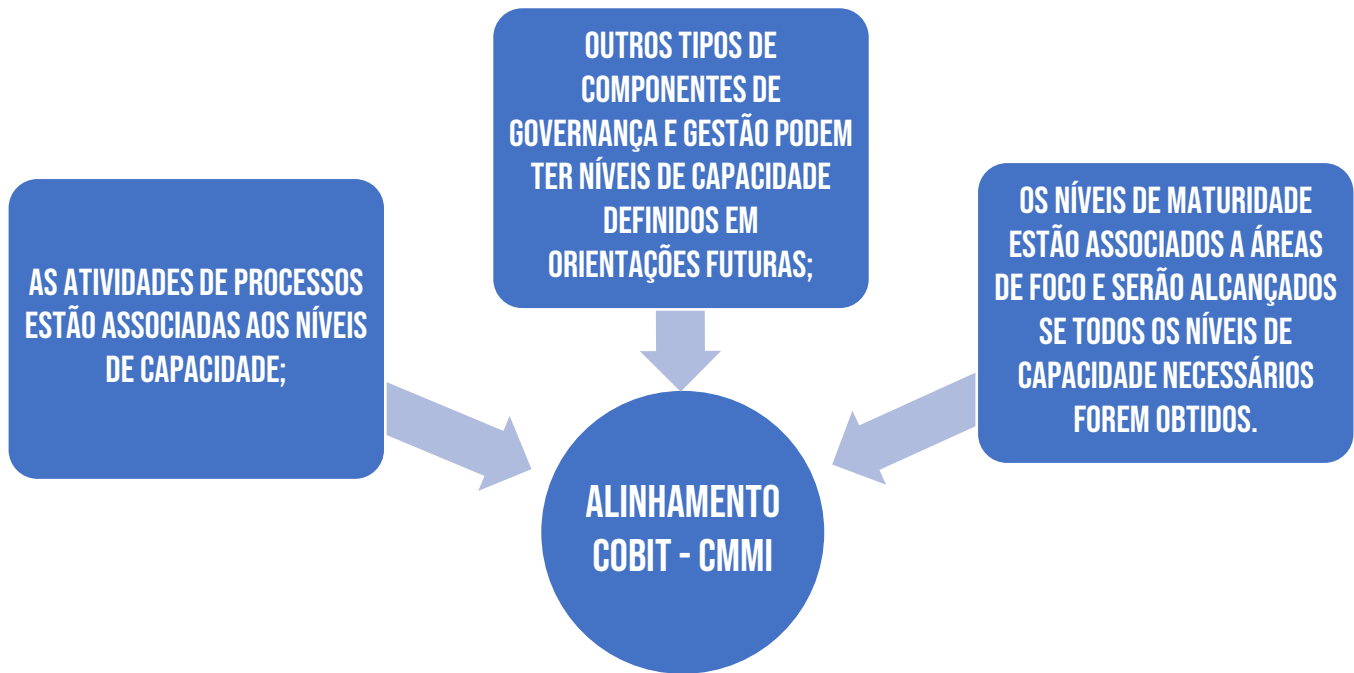 AS ATIVIDADES DE PROCESSOS
ESTÃO ASSOCIADAS AOS NÍVEIS
DE CAPACIDADE;
OUTROS TIPOS DE
COMPONENTES DE
GOVERNANÇA E GESTÃO PODEM
TER NÍVEIS DE CAPACIDADE
DEFINIDOS EM
ORIENTAÇÕES FUTURAS;
OS NÍVEIS DE MATURIDADE
ESTÃO ASSOCIADOS A ÁREAS
DE FOCO E SERÃO ALCANÇADOS
SE TODOS OS NÍVEIS DE
CAPACIDADE NECESSÁRIOS
FOREM OBTIDOS.
ALINHAMENTO
COBIT - CMMI